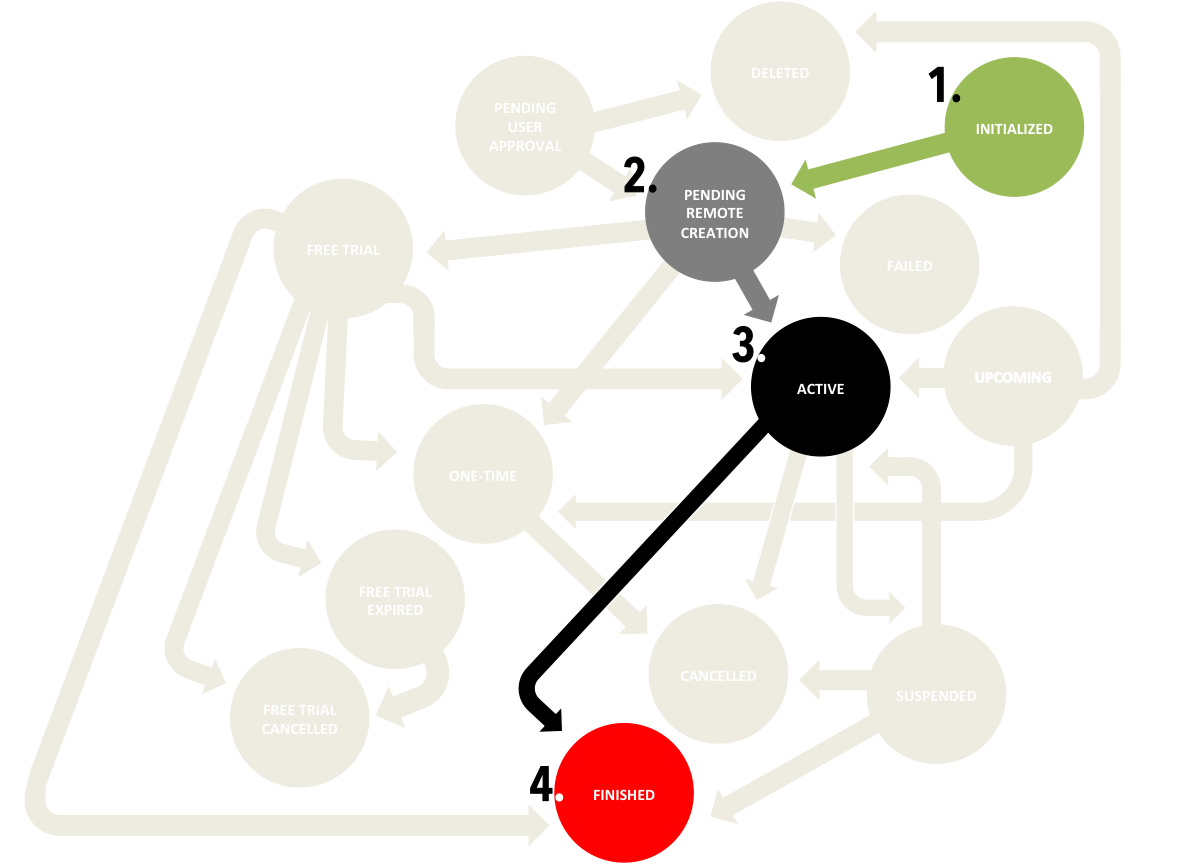 DELETED
1.
INITIALIZED
PENDING
USER
APPROVAL
2.
PENDING
REMOTE
CREATION
FREE TRIAL
FAILED
3.
ACTIVE
UPCOMING
ONE-TIME
FREE TRIAL
EXPIRED
CANCELLED
SUSPENDED
FREE TRIAL
CANCELLED
4.
FINISHED